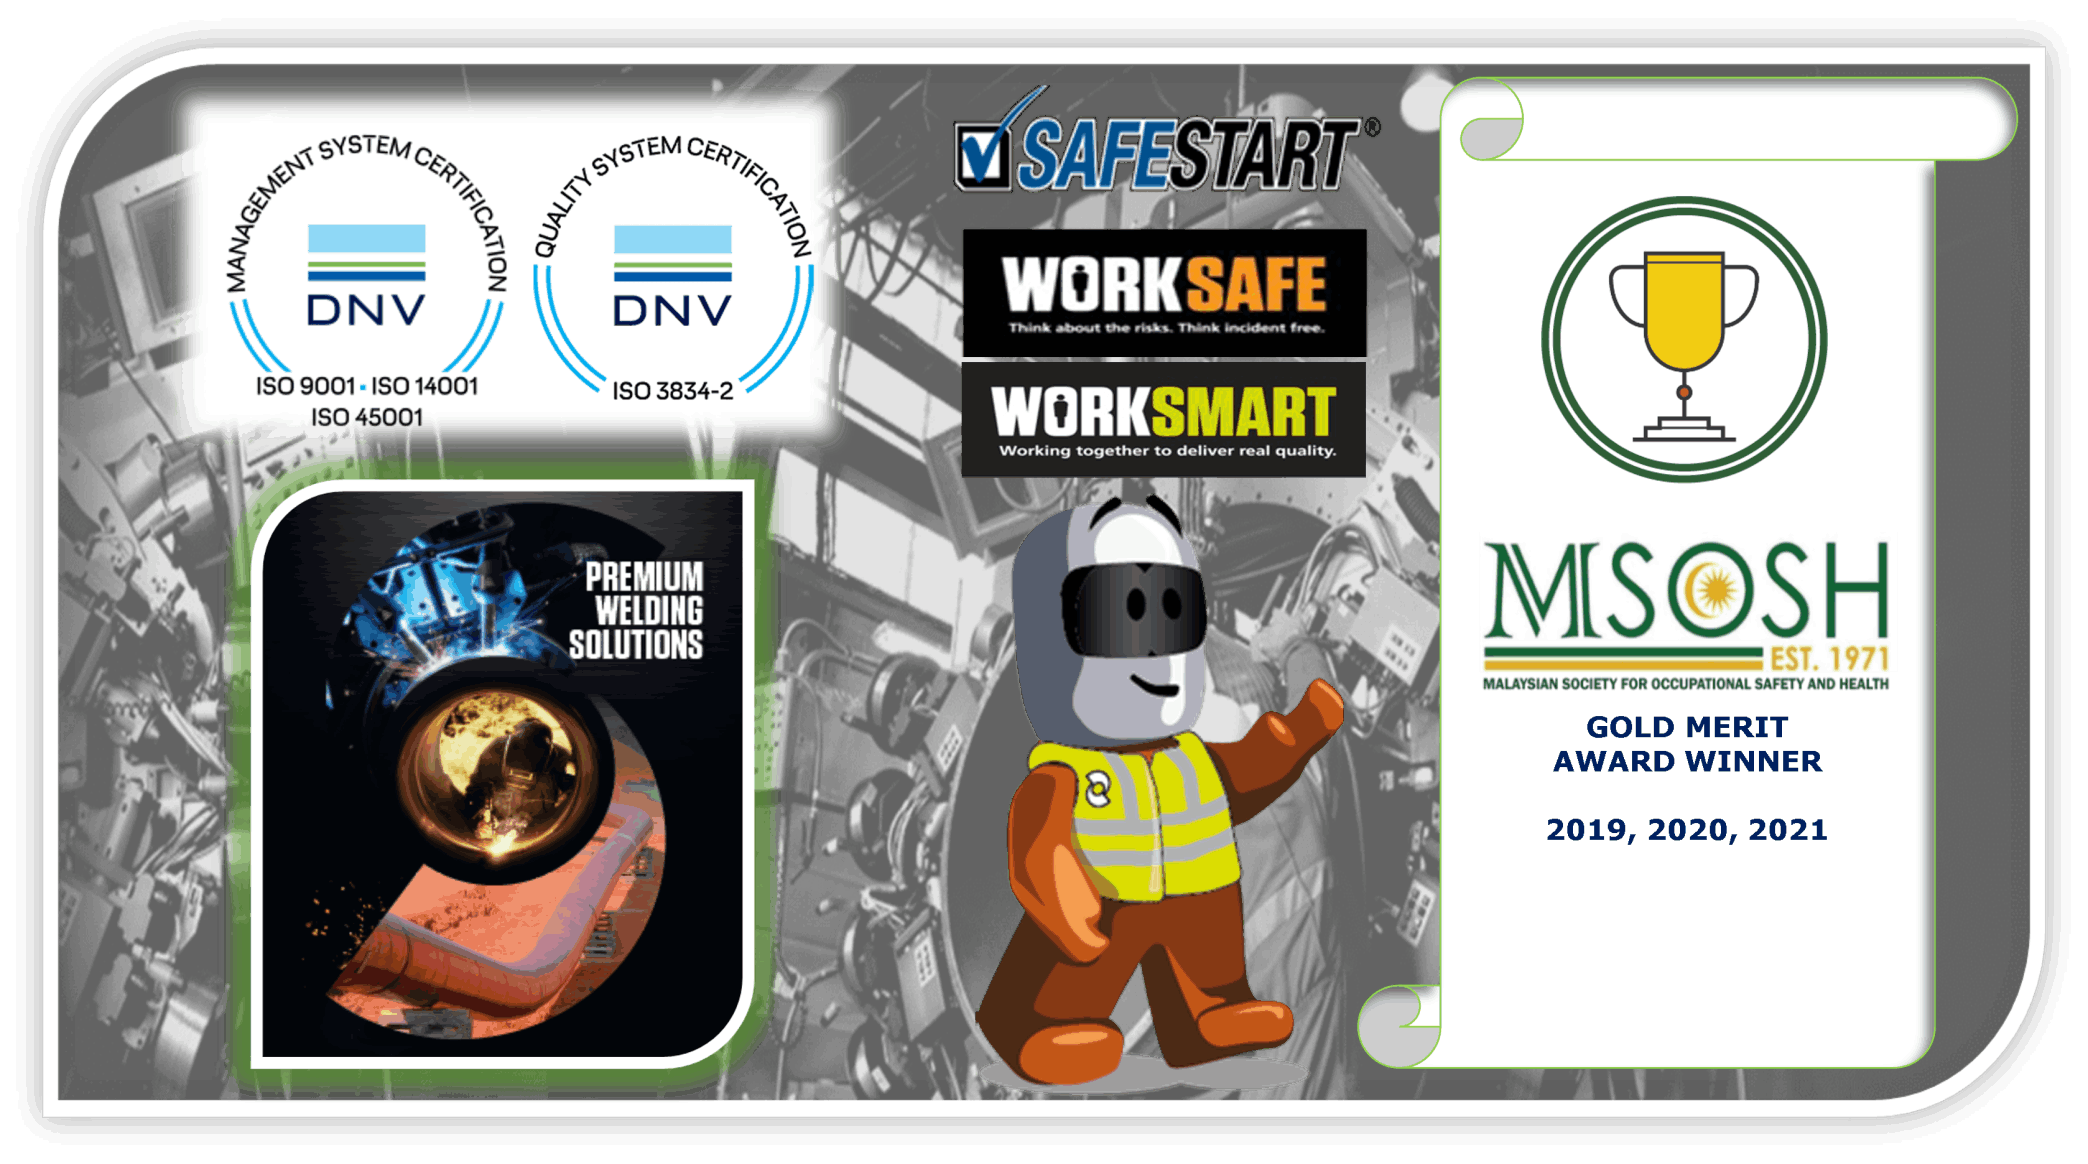 MANAGEMENT SYSTEM CERTIFICATION
DNV
ISO 9001 ▪ ISO 14001
ISO 45001
QUALITY SYSTEM CERTIFICATION
DNV
ISO 3834-2
PREMIUM
WELDING
SOLUTIONS
SAFESTART®
WORKSAFE
Think about the risks. Think incident free.
WORKSMART
Working together to deliver real quality.
MSOSH
EST. 1971
MALAYSIAN SOCIETY FOR OCCUPATIONAL SAFETY AND HEALTH
GOLD MERIT
AWARD WINNER
2019, 2020, 2021